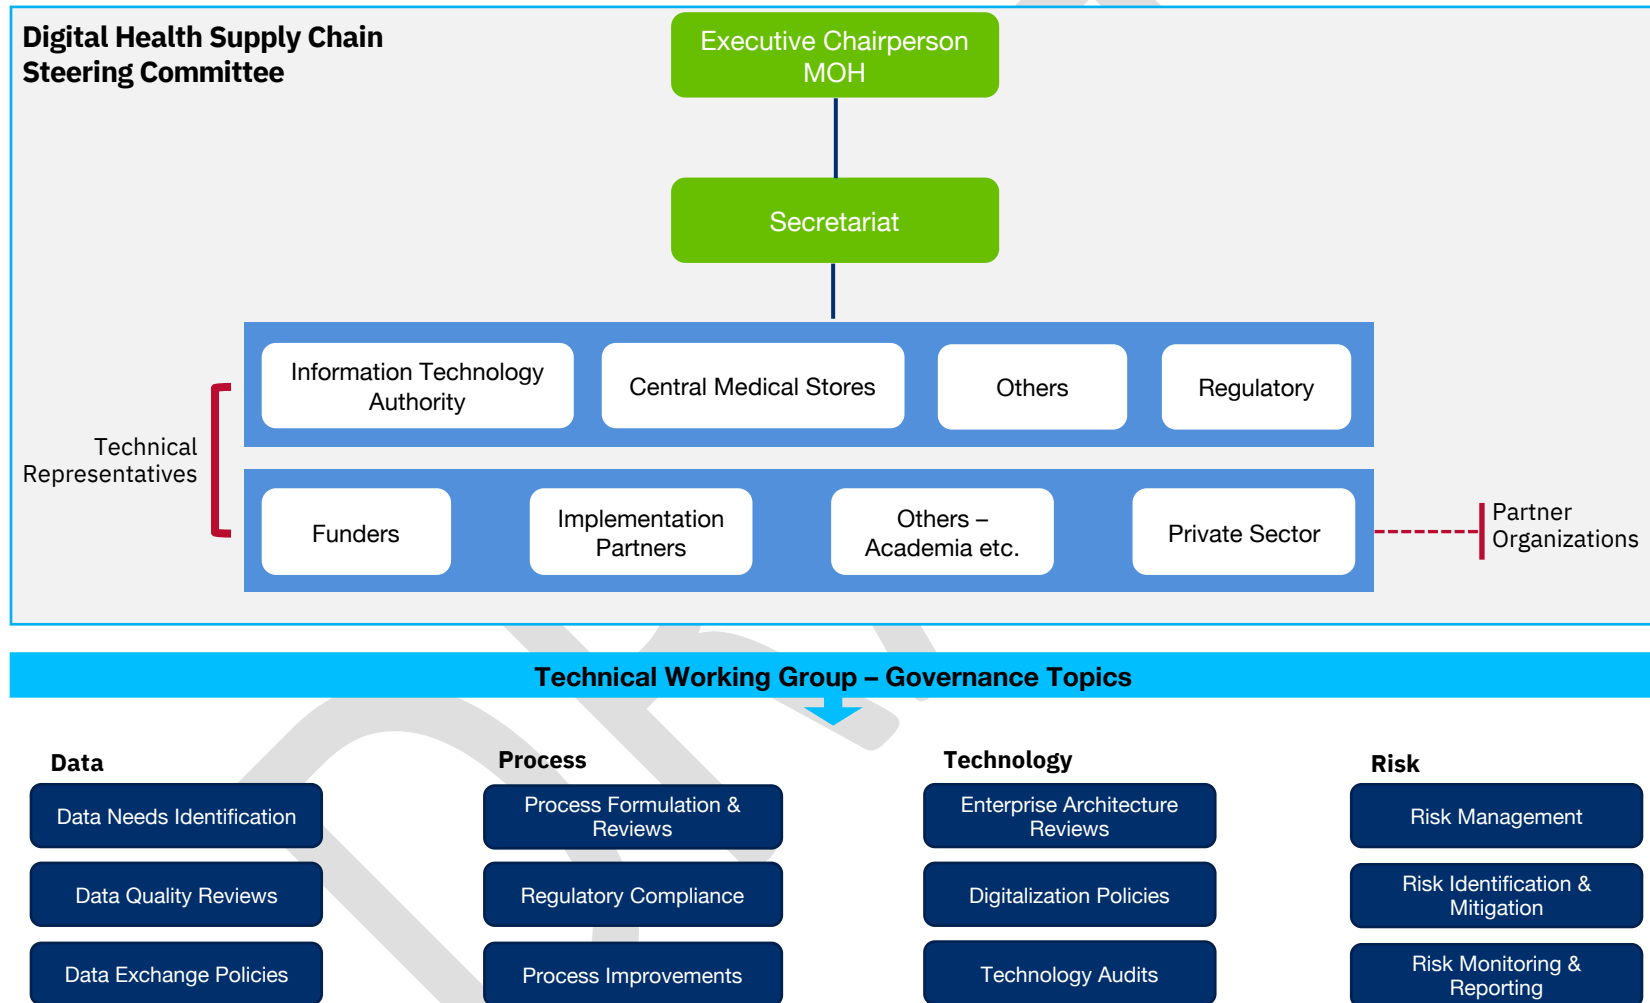 Digital Health Supply Chain
Steering Committee
Executive Chairperson
MOH
Secretariat
Information Technology
Authority
Central Medical Stores
Others
Regulatory
Technical
Representatives
Funders
Implementation
Partners
Others –
Academia etc.
Private Sector
Partner
Organizations
Technical Working Group – Governance Topics
Data
Process
Technology
Risk
Data Needs Identification
Process Formulation &
Reviews
Enterprise Architecture
Reviews
Risk Management
Data Quality Reviews
Regulatory Compliance
Digitalization Policies
Risk Identification &
Mitigation
Data Exchange Policies
Process Improvements
Technology Audits
Risk Monitoring &
Reporting